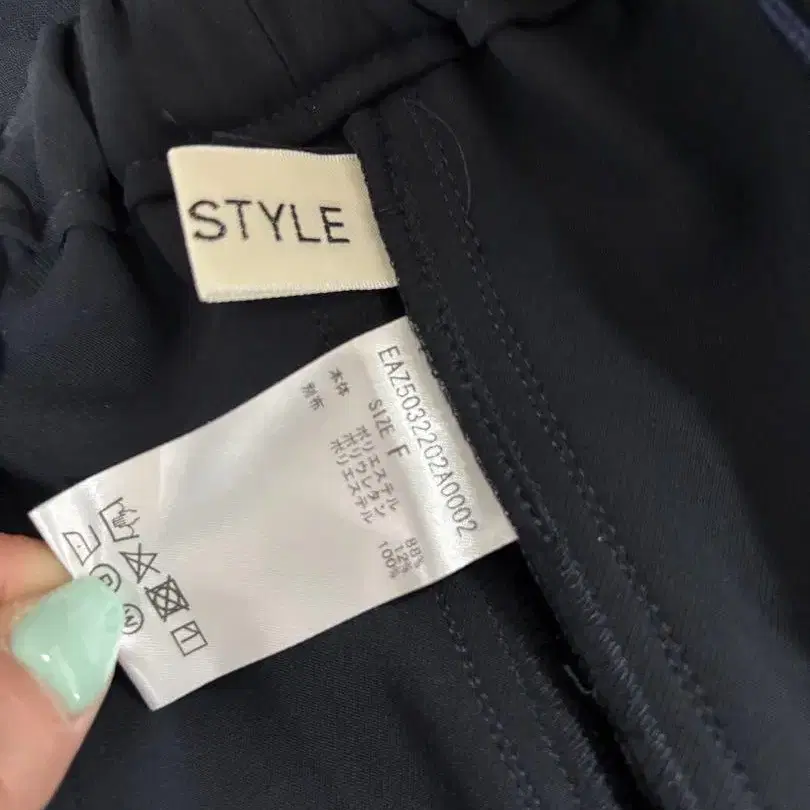 STYLE
EAZ5032202A0002
SIZE F
本体 ポリエステル 88%
ポリウレタン 12%
別布 ポリエステル 100%
P
W